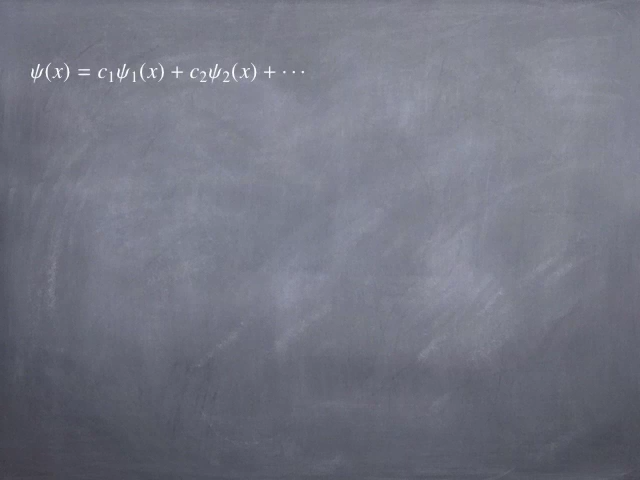 ψ(x) = c₁ψ₁(x) + c₂ψ₂(x) + ⋯